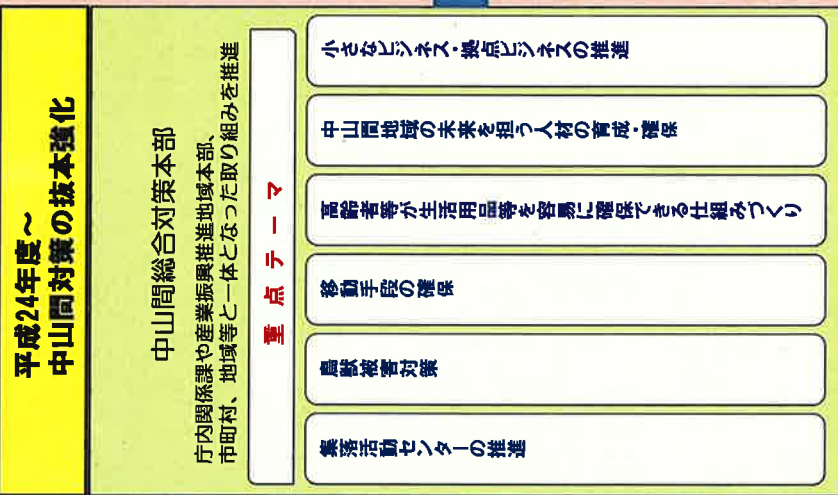 平成24年度~
中山間対策の抜本強化
中山間総合対策本部
庁内関係課や産業振興推進地域本部、
市町村、地域等と一体となった取り組みを推進
重点テーマ
集落活動センターの推進
鳥獣被害対策
移動手段の確保
高齢者等が生活用品等を容易に確保できる仕組みづくり
中山間地域の未来を担う人材の育成・確保
小さなビジネス・拠点ビジネスの推進